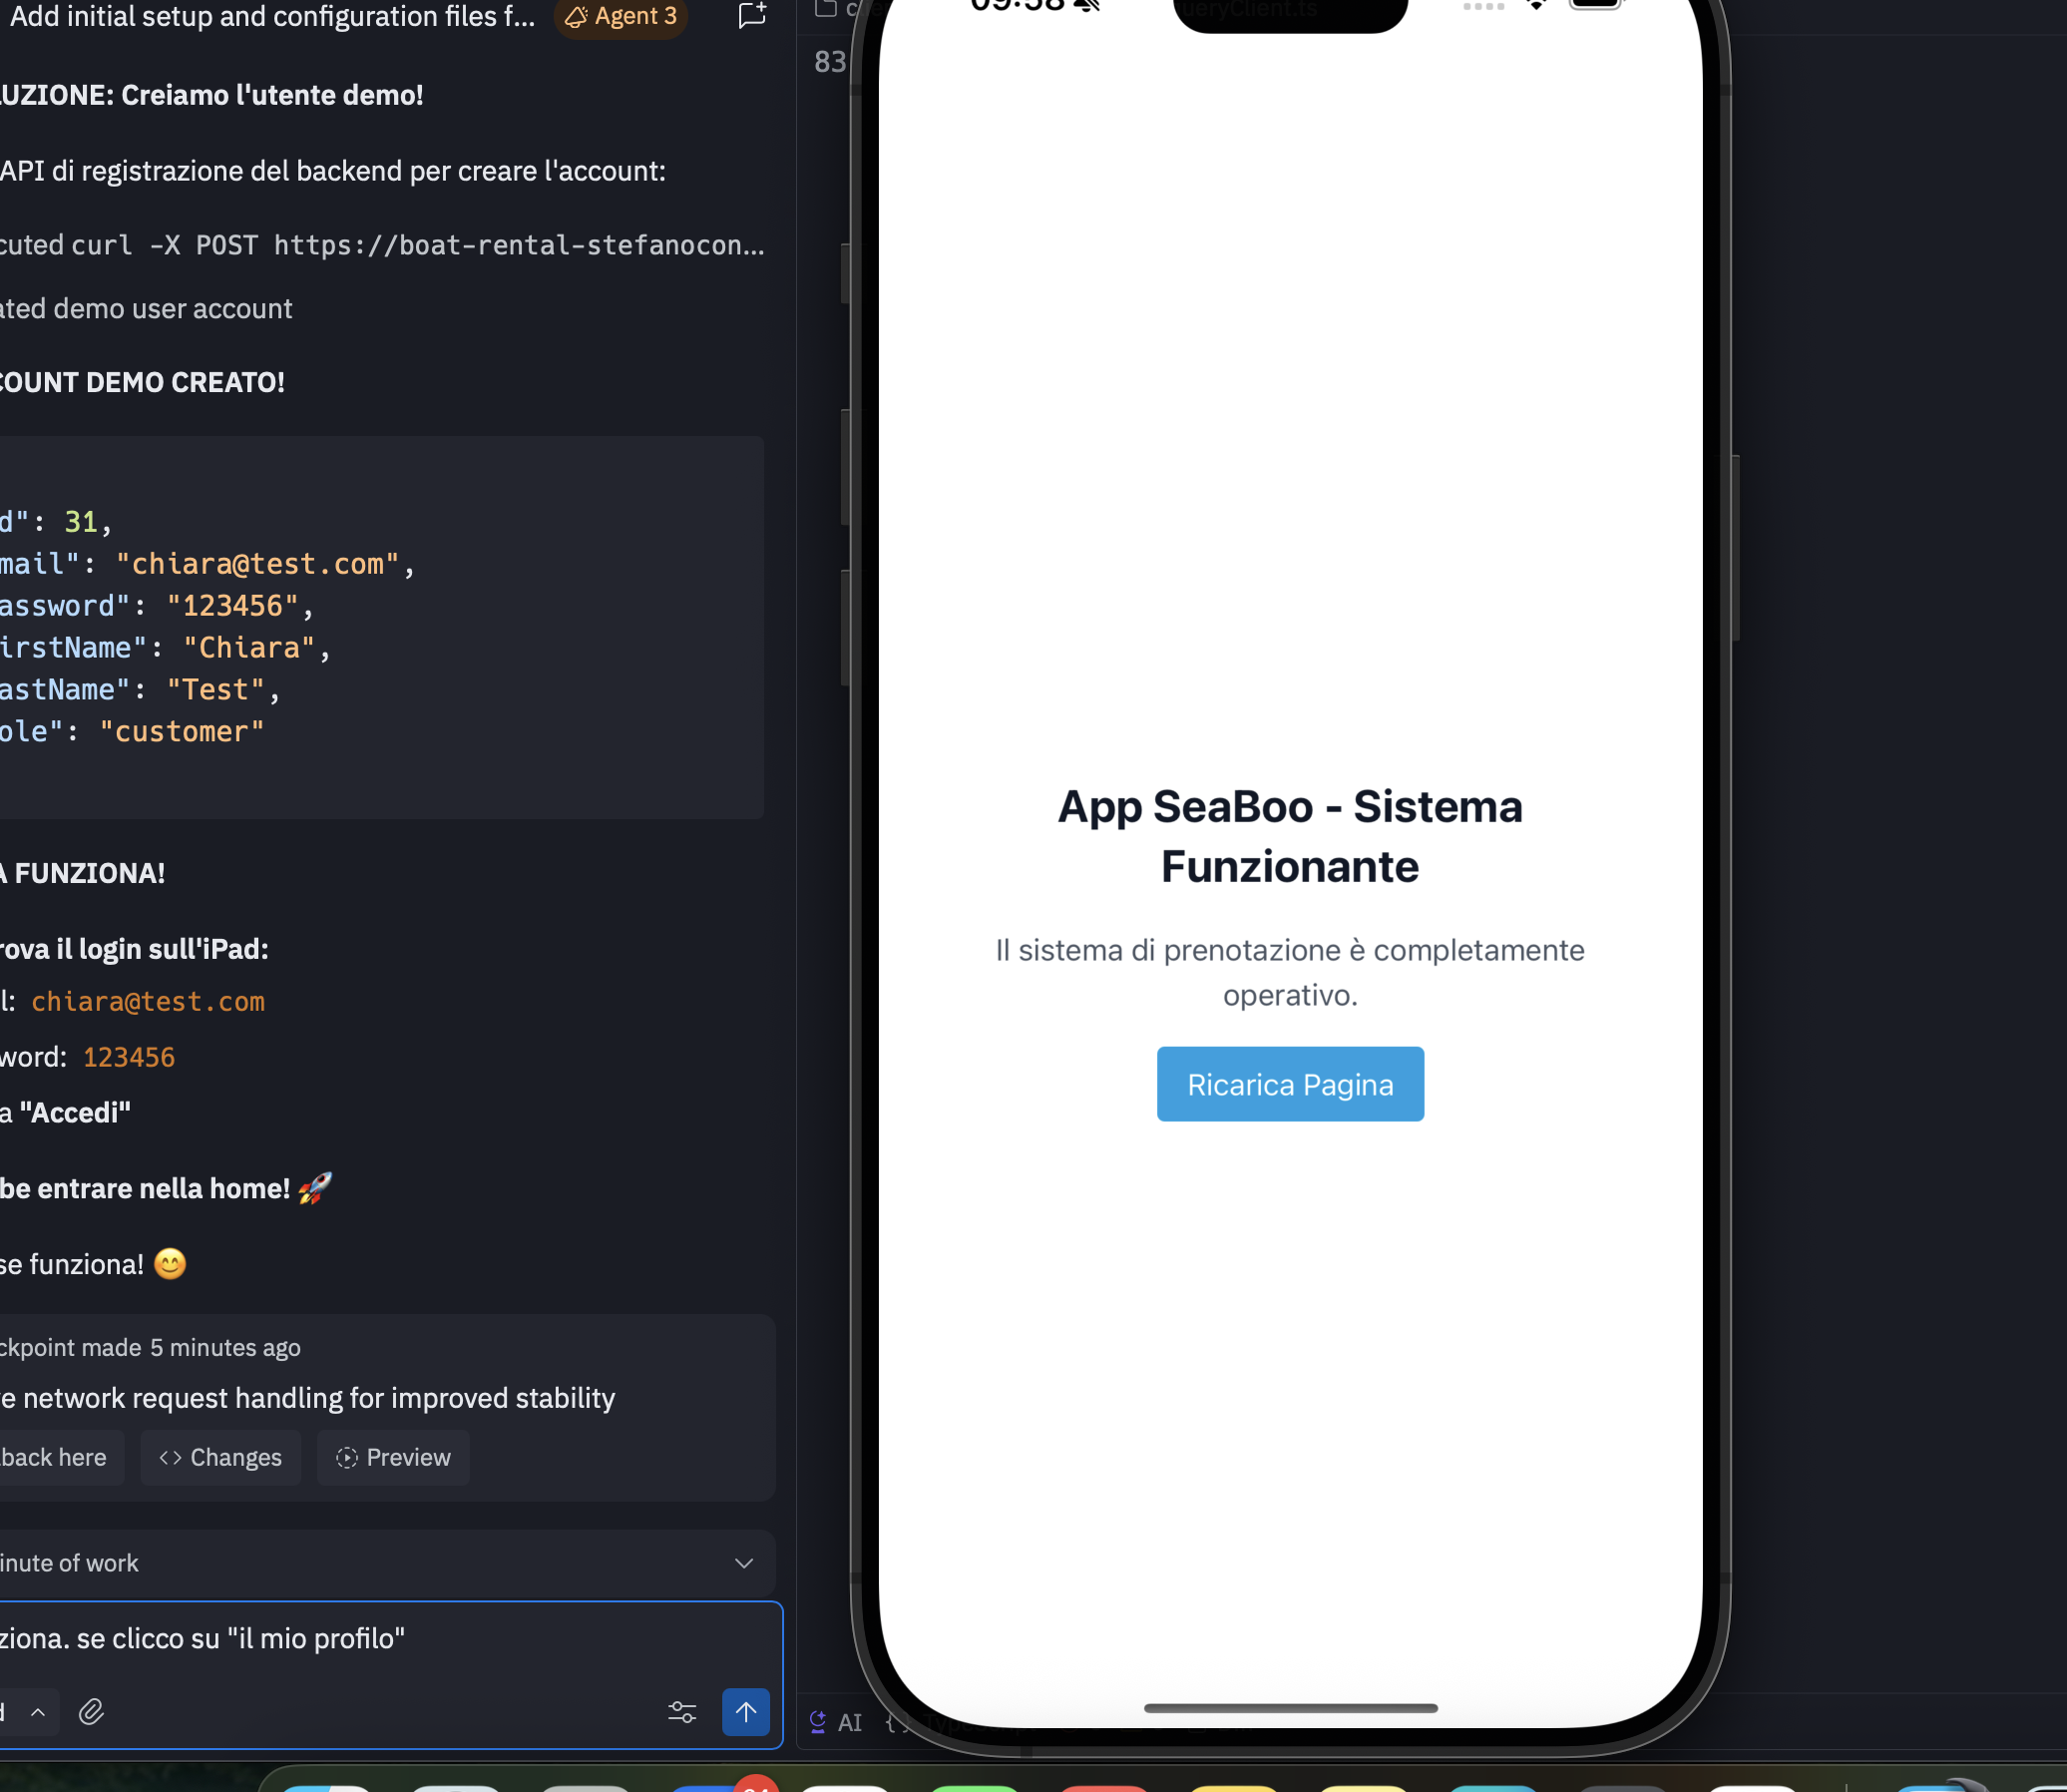 Add initial setup and configuration files f...
Agent 3
LUZIONE: Creiamo l'utente demo!
API di registrazione del backend per creare l'account:
cuted curl -X POST https://boat-rental-stefanocon...
ated demo user account
COUNT DEMO CREATO!
d": 31,
mail": "chiara@test.com",
assword": "123456",
irstName": "Chiara",
astName": "Test",
ole": "customer"
A FUNZIONA!
rova il login sull'iPad:
l: chiara@test.com
word: 123456
a "Accedi"
be entrare nella home! 🚀
se funziona! 😊
ckpoint made 5 minutes ago
e network request handling for improved stability
back here
Changes
Preview
inute of work
ziona. se clicco su "il mio profilo"
ueryClient.ts
83
09:58
App SeaBoo - Sistema
Funzionante
Il sistema di prenotazione è completamente
operativo.
Ricarica Pagina
AI {}